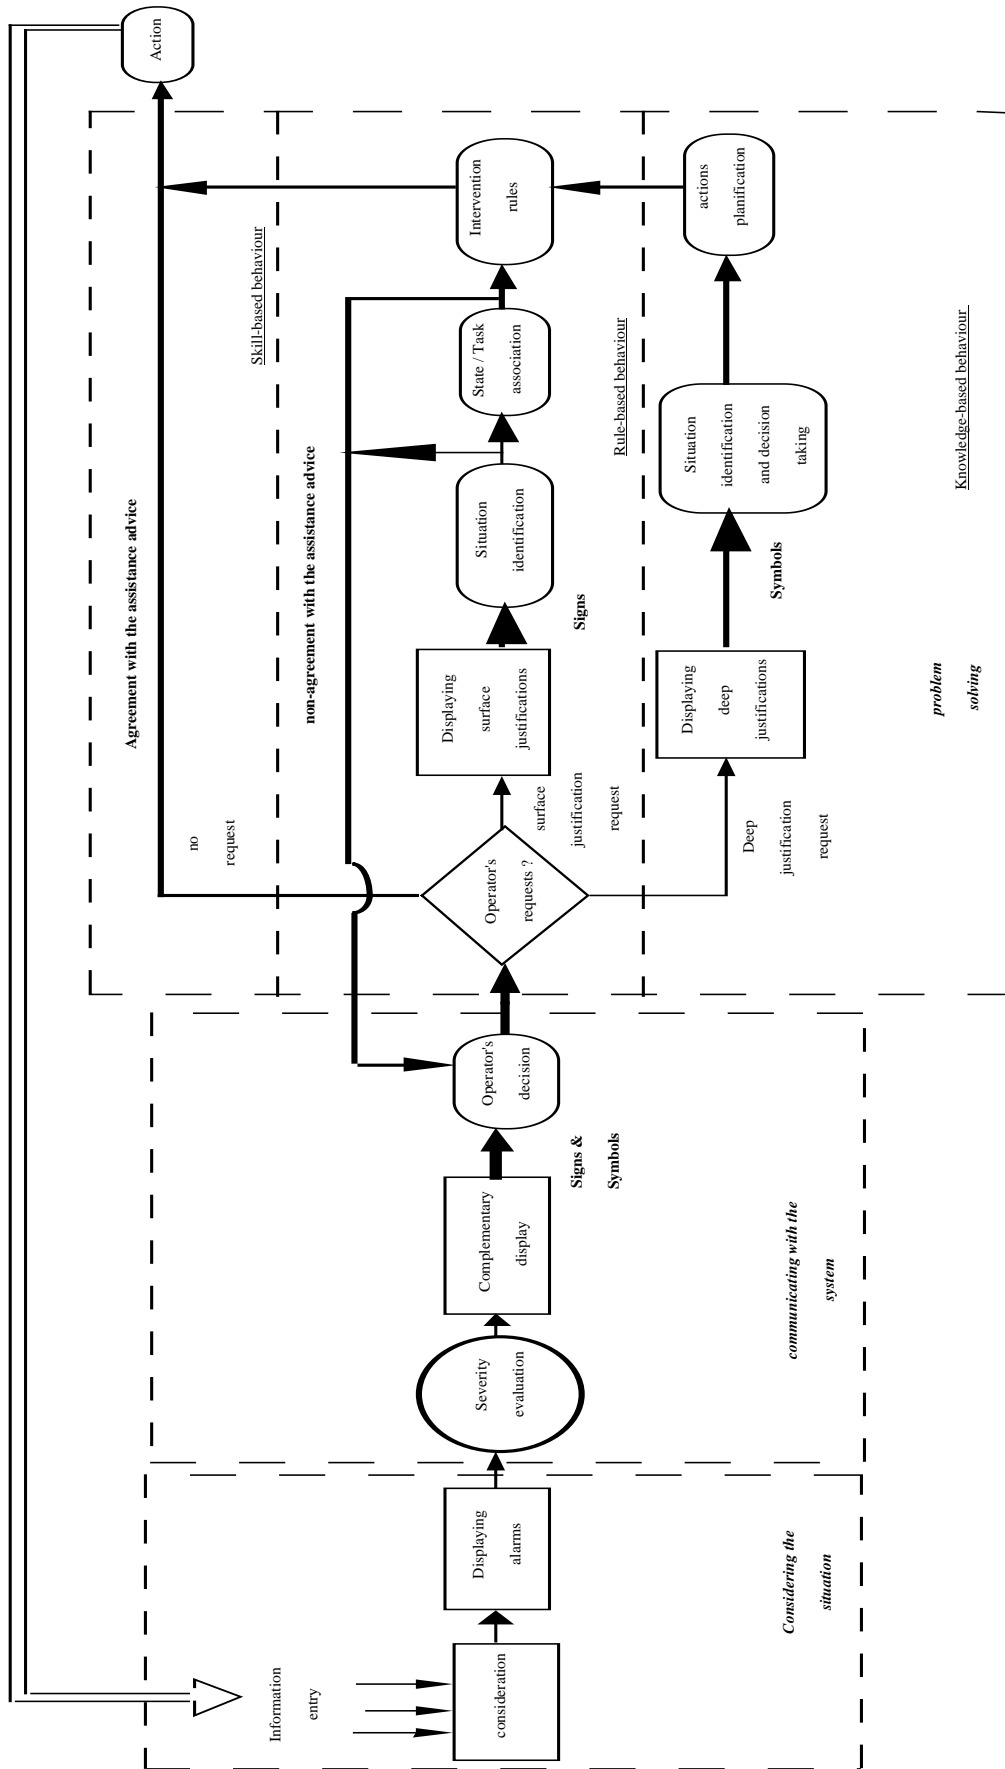 Action
Agreement with the assistance advice
no
request
Skill-based behaviour
non-agreement with the assistance advice
Intervention
rules
State / Task
association
Situation
identification
Signs
Displaying
surface
justifications
surface
justification
request
Operator's
requests ?
Rule-based behaviour
actions
planification
Situation
identification
and decision
taking
Symbols
Displaying
deep
justifications
Deep
justification
request
Knowledge-based behaviour
problem
solving
Operator's
decision
Signs &
Symbols
Complementary
display
Severity
evaluation
communicating with the
system
Displaying
alarms
consideration
Information
entry
Considering the
situation